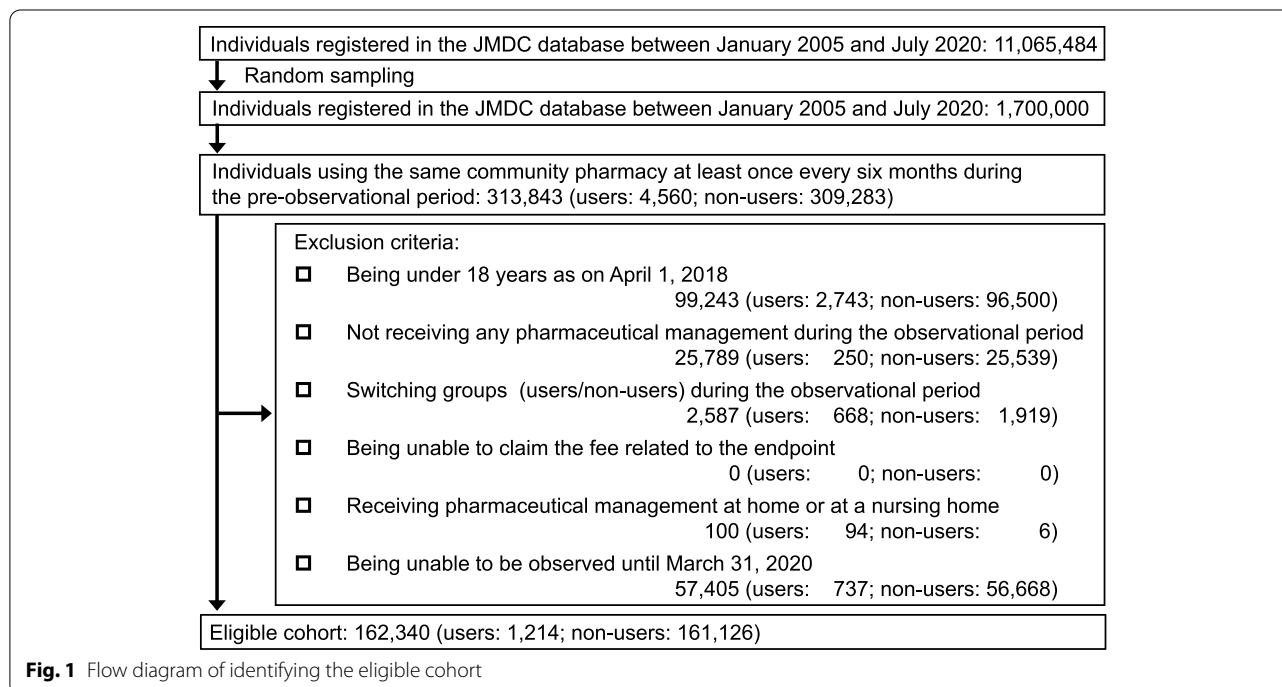 Individuals registered in the JMDC database between January 2005 and July 2020: 11,065,484
Random sampling
Individuals registered in the JMDC database between January 2005 and July 2020: 1,700,000
Individuals using the same community pharmacy at least once every six months during
the pre-observational period: 313,843 (users: 4,560; non-users: 309,283)
Exclusion criteria:
Being under 18 years as on April 1, 2018
99,243 (users: 2,743; non-users: 96,500)
Not receiving any pharmaceutical management during the observational period
25,789 (users: 250; non-users: 25,539)
Switching groups (users/non-users) during the observational period
2,587 (users: 668; non-users: 1,919)
Being unable to claim the fee related to the endpoint
0 (users: 0; non-users: 0)
Receiving pharmaceutical management at home or at a nursing home
100 (users: 94; non-users: 6)
Being unable to be observed until March 31, 2020
57,405 (users: 737; non-users: 56,668)
Eligible cohort: 162,340 (users: 1,214; non-users: 161,126)
Fig. 1 Flow diagram of identifying the eligible cohort